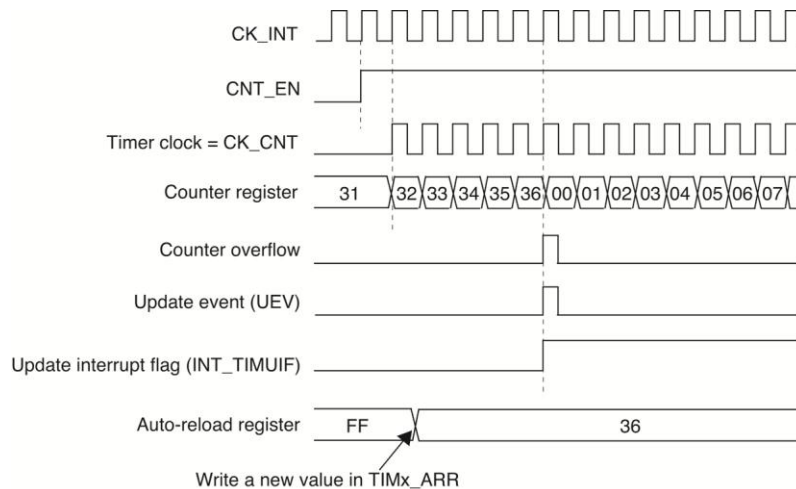 CK_INT
CNT_EN
Timer clock = CK_CNT
Counter register 31 32 33 34 35 36 00 01 02 03 04 05 06 07
Counter overflow
Update event (UEV)
Update interrupt flag (INT_TIMUIF)
Auto-reload register FF 36
Write a new value in TIMx_ARR